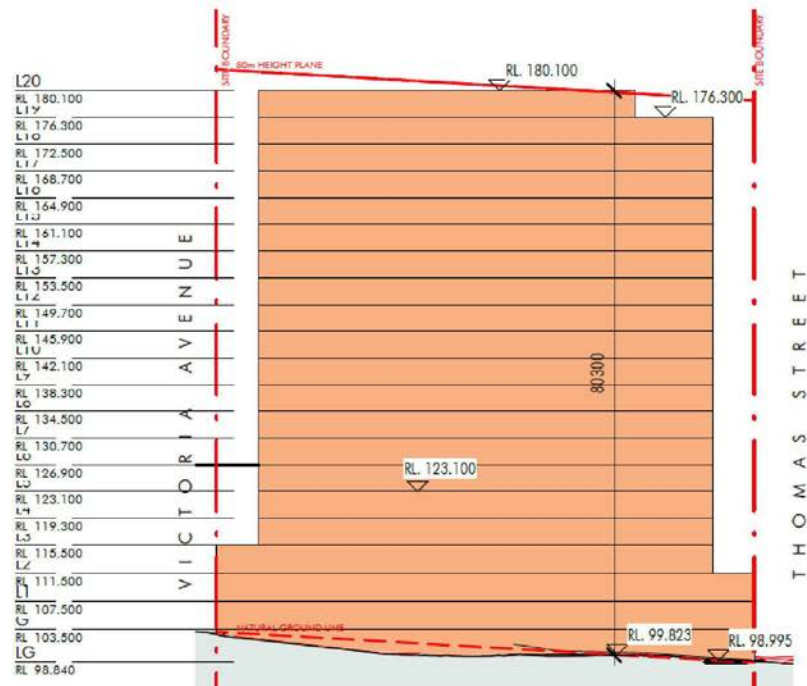 SITE BOUNDARY
SITE BOUNDARY
80m HEIGHT PLANE
RL. 180.100
RL. 176.300
L20
RL 180.100
L19
RL 176.300
L18
RL 172.500
L17
RL 168.700
L16
RL 164.900
L15
RL 161.100
L14
RL 157.300
L13
RL 153.500
L12
RL 149.700
L11
RL 145.900
L10
RL 142.100
L9
RL 138.300
L8
RL 134.500
L7
RL 130.700
L6
RL 126.900
L5
RL 123.100
L4
RL 119.300
L3
RL 115.500
L2
RL 111.500
L1
RL 107.500
G
RL 103.500
LG
RL 98.840
VICTORIA AVENUE
RL. 123.100
80300
THOMAS STREET
NATURAL GROUND LINE
RL. 99.823
RL. 98.995